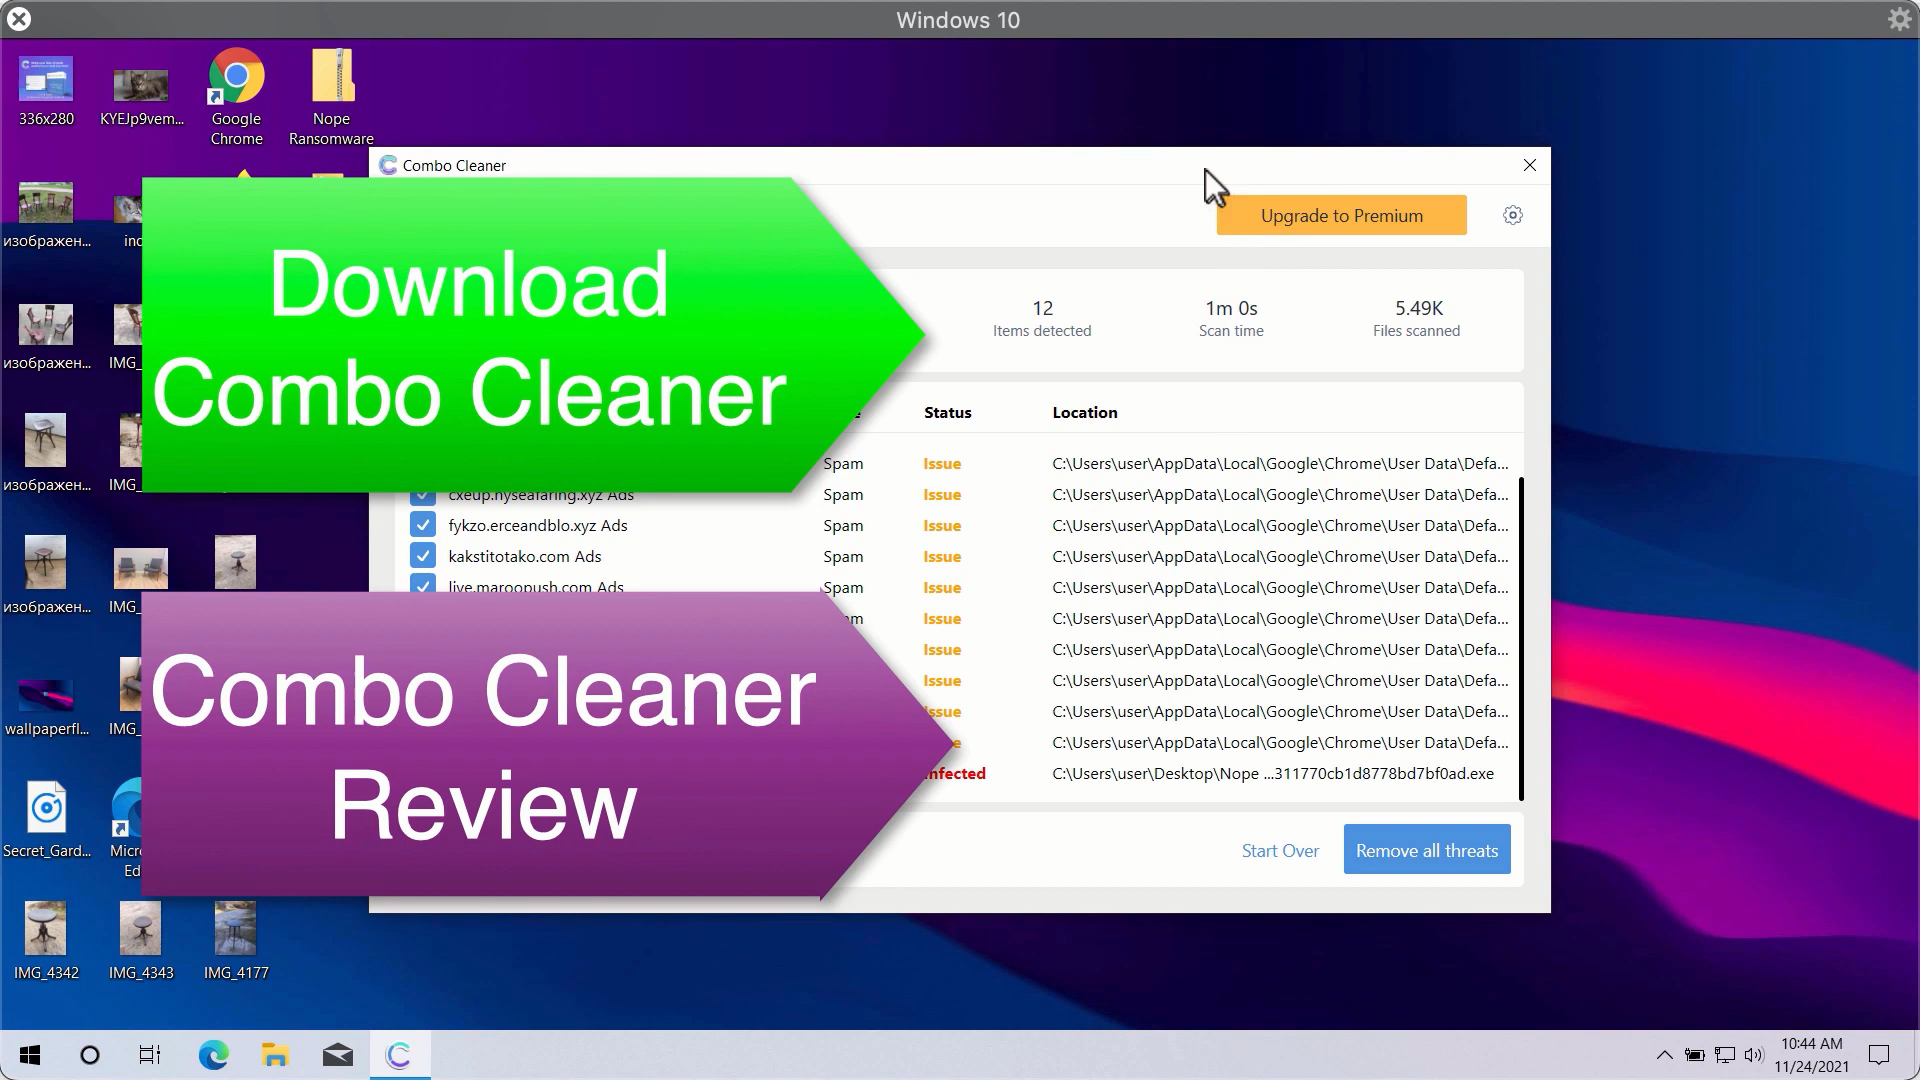 Windows 10
336x280
KYEJp9vem...
Google
Chrome
Nope
Ransomware
изображен...
изображен...
IMG_
изображен...
IMG_
изображен...
IMG_
wallpaperfl...
IMG_
Secret_Gard...
IMG_4342
IMG_4343
IMG_4177
Combo Cleaner
Upgrade to Premium
12
Items detected
1m 0s
Scan time
5.49K
Files scanned
Status Location
Spam Issue C:\Users\user\AppData\Local\Google\Chrome\User Data\Defa...
cxeup.hyseafaring.xyz Ads Spam Issue C:\Users\user\AppData\Local\Google\Chrome\User Data\Defa...
fykzo.erceandblo.xyz Ads Spam Issue C:\Users\user\AppData\Local\Google\Chrome\User Data\Defa...
kakstitotako.com Ads Spam Issue C:\Users\user\AppData\Local\Google\Chrome\User Data\Defa...
live.maroopush.com Ads Spam Issue C:\Users\user\AppData\Local\Google\Chrome\User Data\Defa...
Issue C:\Users\user\AppData\Local\Google\Chrome\User Data\Defa...
Issue C:\Users\user\AppData\Local\Google\Chrome\User Data\Defa...
Issue C:\Users\user\AppData\Local\Google\Chrome\User Data\Defa...
Issue C:\Users\user\AppData\Local\Google\Chrome\User Data\Defa...
C:\Users\user\AppData\Local\Google\Chrome\User Data\Defa...
Infected C:\Users\user\Desktop\Nope ...311770cb1d8778bd7bf0ad.exe
Start Over
Remove all threats
Download
Combo Cleaner
Combo Cleaner
Review
10:44 AM
11/24/2021